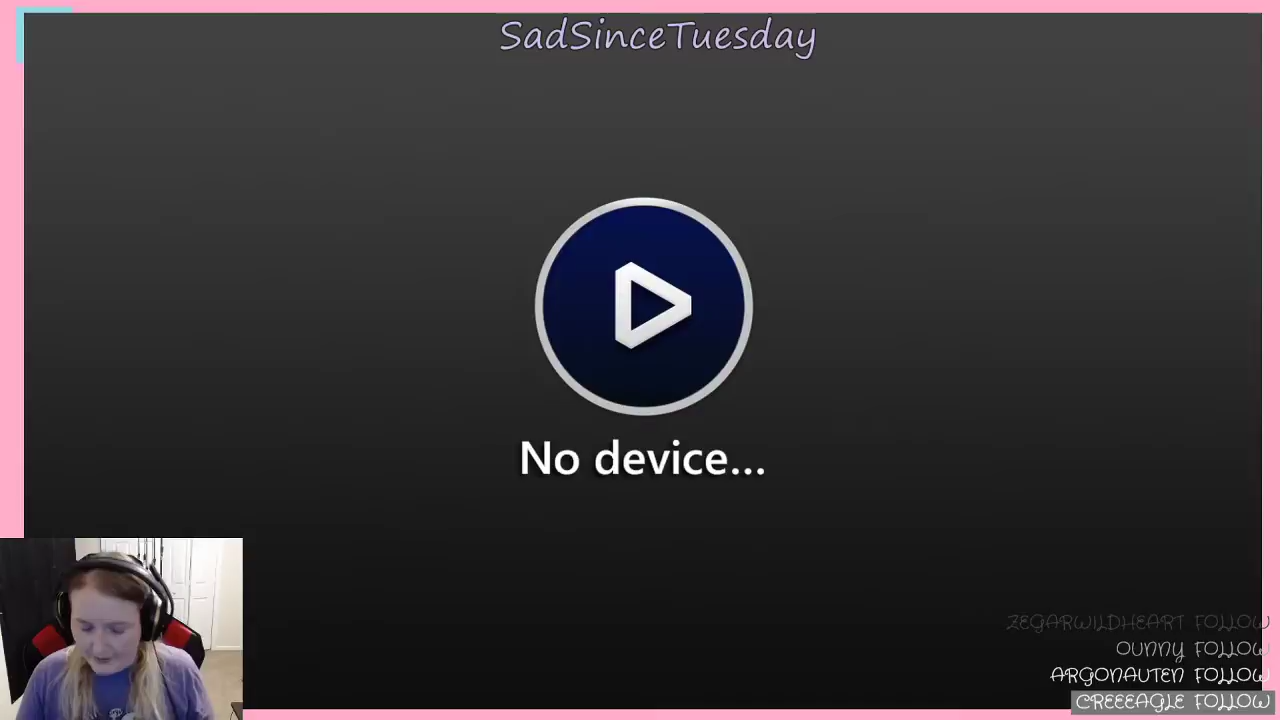 SadSinceTuesday
No device...
ZEGARWILDHEART FOLLOW
OUNNY FOLLOW
ARGONAUTEN FOLLOW
CREEEAGLE FOLLOW